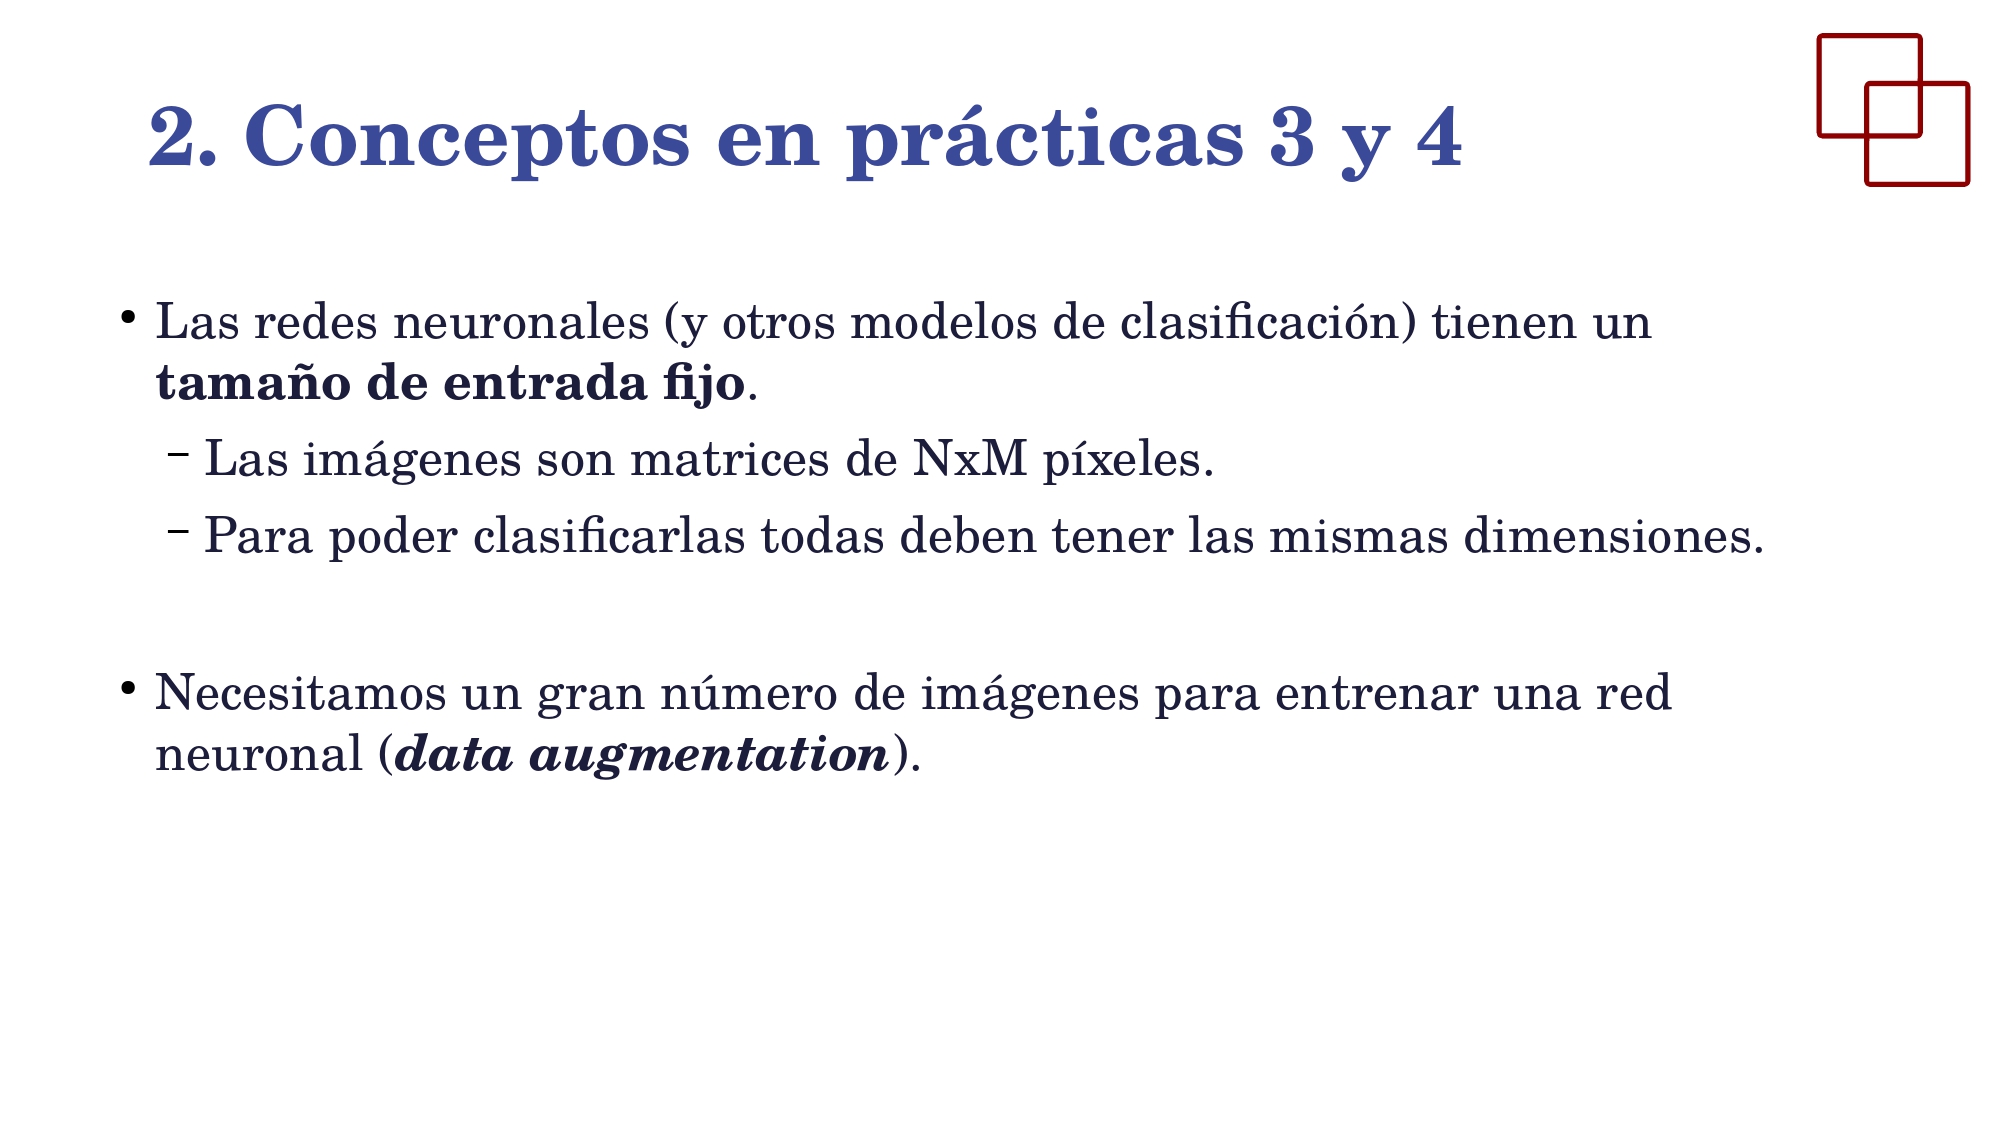 2. Conceptos en prácticas 3 y 4
• Las redes neuronales (y otros modelos de clasificación) tienen un
tamaño de entrada fijo.
– Las imágenes son matrices de NxM píxeles.
– Para poder clasificarlas todas deben tener las mismas dimensiones.
• Necesitamos un gran número de imágenes para entrenar una red
neuronal (data augmentation).